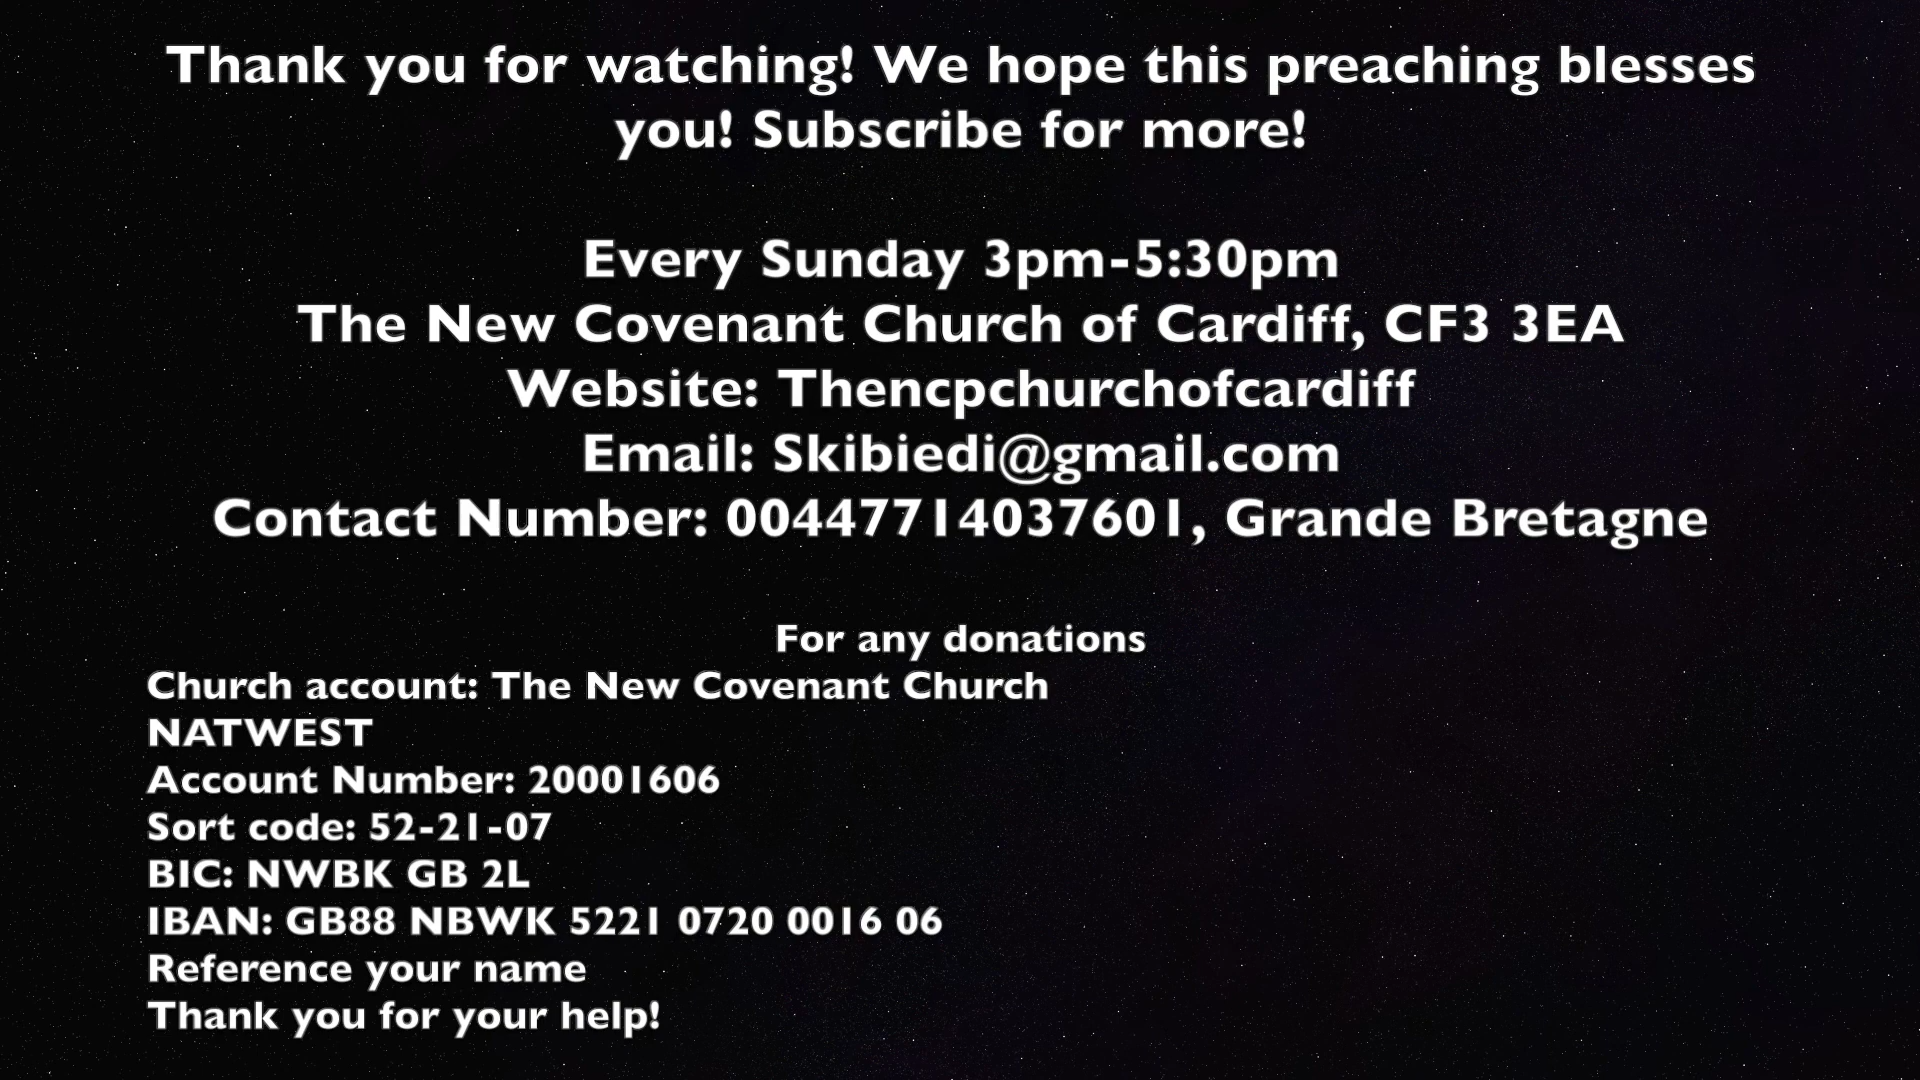 Thank you for watching! We hope this preaching blesses
you! Subscribe for more!
Every Sunday 3pm-5:30pm
The New Covenant Church of Cardiff, CF3 3EA
Website: Thencpchurchofcardiff
Email: Skibiedi@gmail.com
Contact Number: 00447714037601, Grande Bretagne
For any donations
Church account: The New Covenant Church
NATWEST
Account Number: 20001606
Sort code: 52-21-07
BIC: NWBK GB 2L
IBAN: GB88 NBWK 5221 0720 0016 06
Reference your name
Thank you for your help!